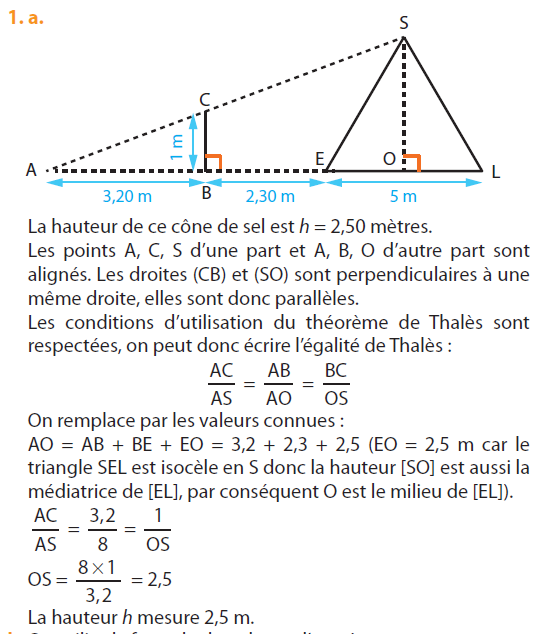 1. a.
S
C
1 m
A
E
O
L
B
3,20 m
2,30 m
5 m
La hauteur de ce cône de sel est h = 2,50 mètres.
Les points A, C, S d’une part et A, B, O d’autre part sont
alignés. Les droites (CB) et (SO) sont perpendiculaires à une
même droite, elles sont donc parallèles.
Les conditions d’utilisation du théorème de Thalès sont
respectées, on peut donc écrire l’égalité de Thalès :
AC/AS = AB/AO = BC/OS
On remplace par les valeurs connues :
AO = AB + BE + EO = 3,2 + 2,3 + 2,5 (EO = 2,5 m car le
triangle SEL est isocèle en S donc la hauteur [SO] est aussi la
médiatrice de [EL], par conséquent O est le milieu de [EL]).
AC/AS = 3,2/8 = 1/OS
OS = 8×1/3,2 = 2,5
La hauteur h mesure 2,5 m.